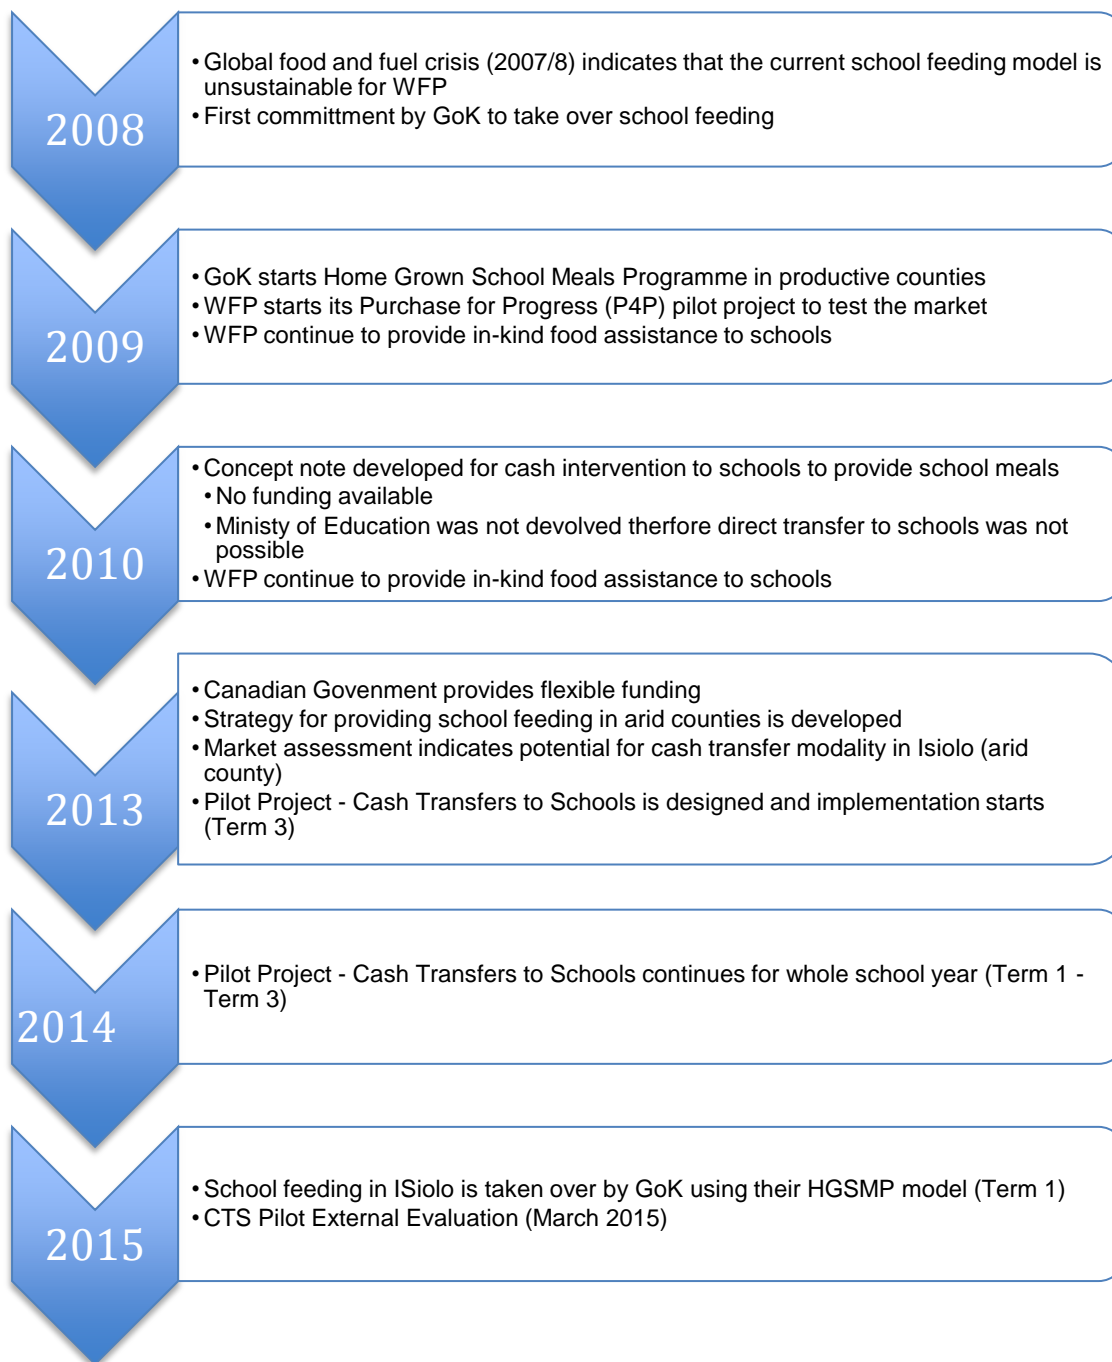 2008
• Global food and fuel crisis (2007/8) indicates that the current school feeding model is
unsustainable for WFP
• First committment by GoK to take over school feeding
2009
• GoK starts Home Grown School Meals Programme in productive counties
• WFP starts its Purchase for Progress (P4P) pilot project to test the market
• WFP continue to provide in-kind food assistance to schools
2010
• Concept note developed for cash intervention to schools to provide school meals
• No funding available
• Ministy of Education was not devolved therfore direct transfer to schools was not
possible
• WFP continue to provide in-kind food assistance to schools
2013
• Canadian Govenment provides flexible funding
• Strategy for providing school feeding in arid counties is developed
• Market assessment indicates potential for cash transfer modality in Isiolo (arid
county)
• Pilot Project - Cash Transfers to Schools is designed and implementation starts
(Term 3)
2014
• Pilot Project - Cash Transfers to Schools continues for whole school year (Term 1 -
Term 3)
2015
• School feeding in ISiolo is taken over by GoK using their HGSMP model (Term 1)
• CTS Pilot External Evaluation (March 2015)